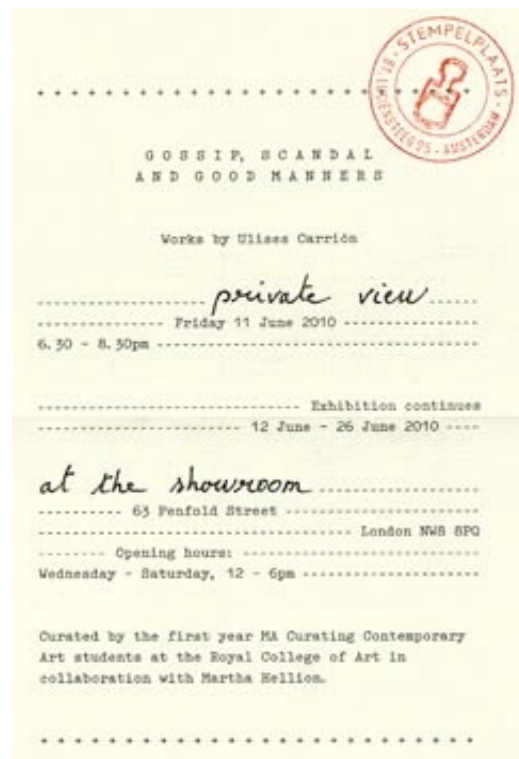 STEMPELPLAATS
AMSTERDAM
GOSSIP, SCANDAL
AND GOOD MANNERS
Works by Ulises Carrión
private view
Friday 11 June 2010
6.30 - 8.30pm
Exhibition continues
12 June - 26 June 2010
at the showroom
63 Penfold Street
London NW8 8PQ
Opening hours:
Wednesday - Saturday, 12 - 6pm
Curated by the first year MA Curating Contemporary
Art students at the Royal College of Art in
collaboration with Martha Hellion.